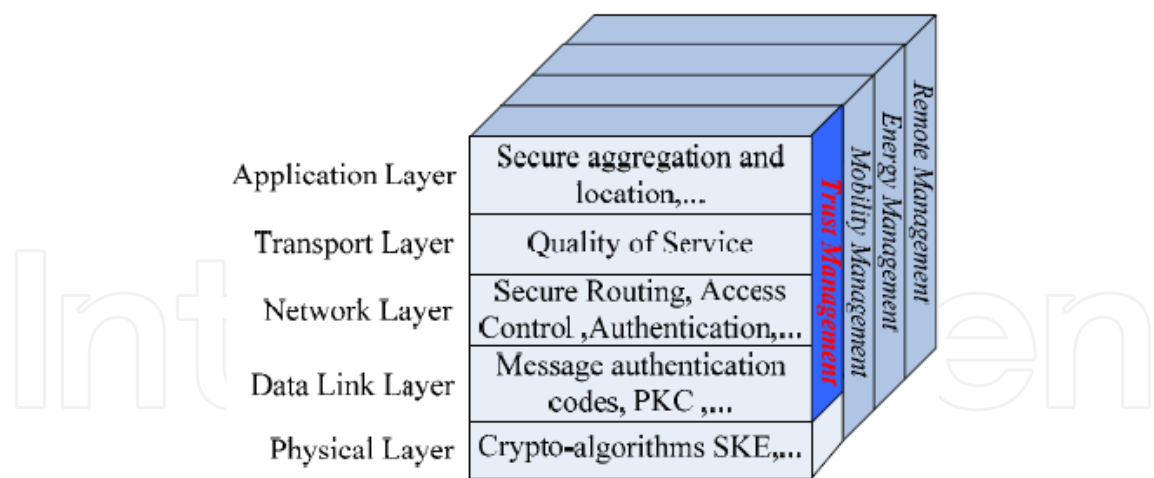 Application Layer
Secure aggregation and
location,...
Transport Layer
Quality of Service
Network Layer
Secure Routing, Access
Control ,Authentication,...
Data Link Layer
Message authentication
codes, PKC ,...
Physical Layer
Crypto-algorithms SKE,...
Trust Management
Mobility Management
Energy Management
Remote Management
Int
en